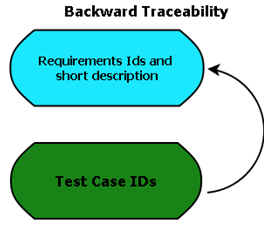 Backward Traceability
Requirements Ids and
short description
Test Case IDs